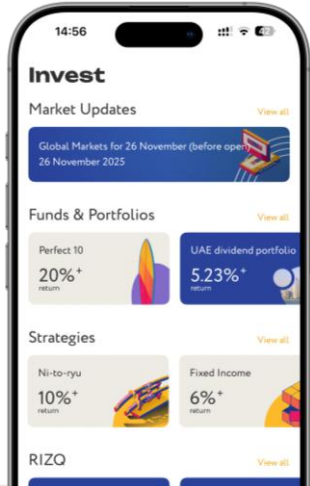 14:56
42
Invest
Market Updates
View all
Global Markets for 26 November (before open)
26 November 2025
Funds & Portfolios
View all
Perfect 10
20%+
return
UAE dividend portfolio
5.23%+
return
Strategies
View all
Ni-to-ryu
10%+
return
Fixed Income
6%+
return
RIZQ
View all